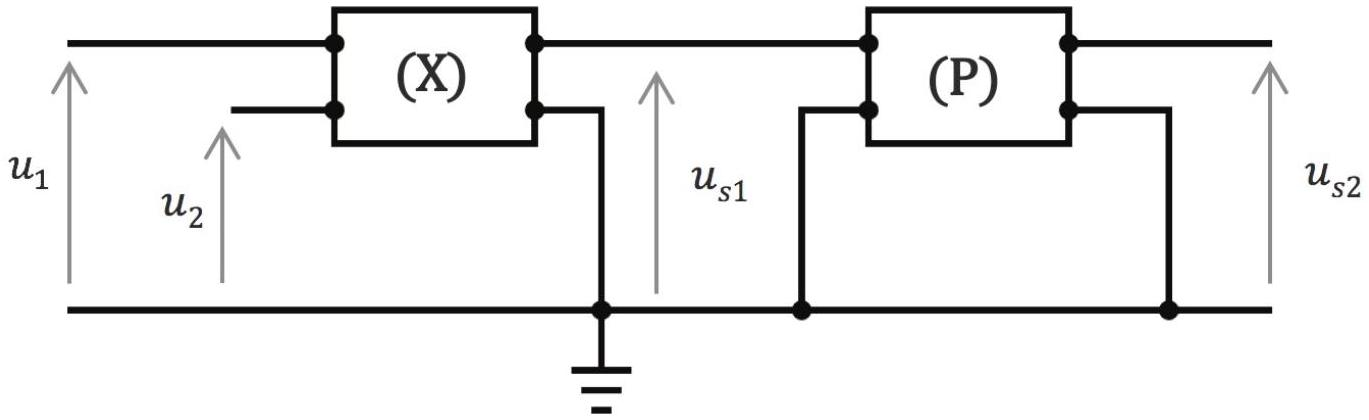 (X)
(P)
u₁
u₂
uₛ₁
uₛ₂